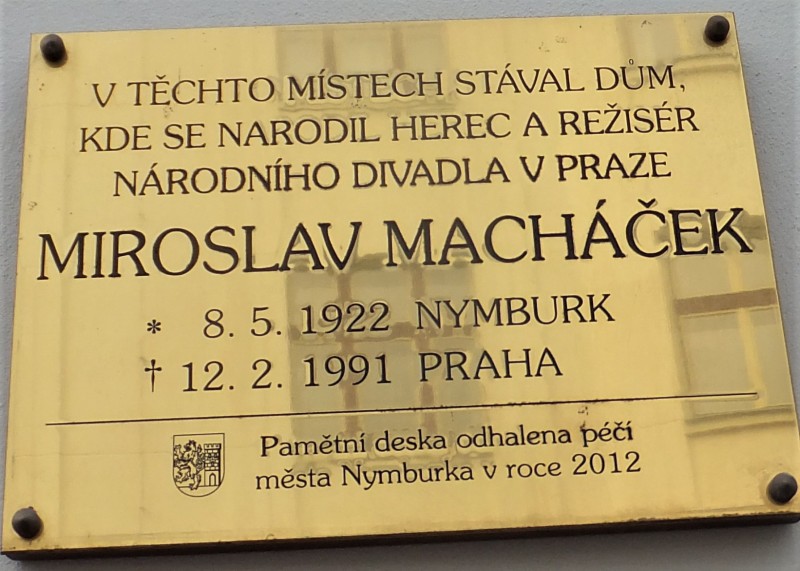 V TĚCHTO MÍSTECH STÁVAL DŮM,
KDE SE NARODIL HEREC A REŽISÉR
NÁRODNÍHO DIVADLA V PRAZE
MIROSLAV MACHÁČEK
* 8. 5. 1922 NYMBURK
† 12. 2. 1991 PRAHA
Pamětní deska odhalena péčí
města Nymburka v roce 2012